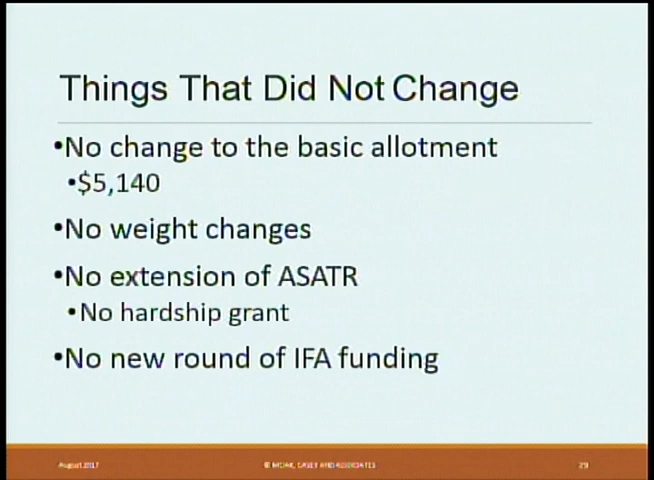 Things That Did Not Change
•No change to the basic allotment
•$5,140
•No weight changes
•No extension of ASATR
•No hardship grant
•No new round of IFA funding
August 2017
© MOAK, CASEY AND ASSOCIATES
29